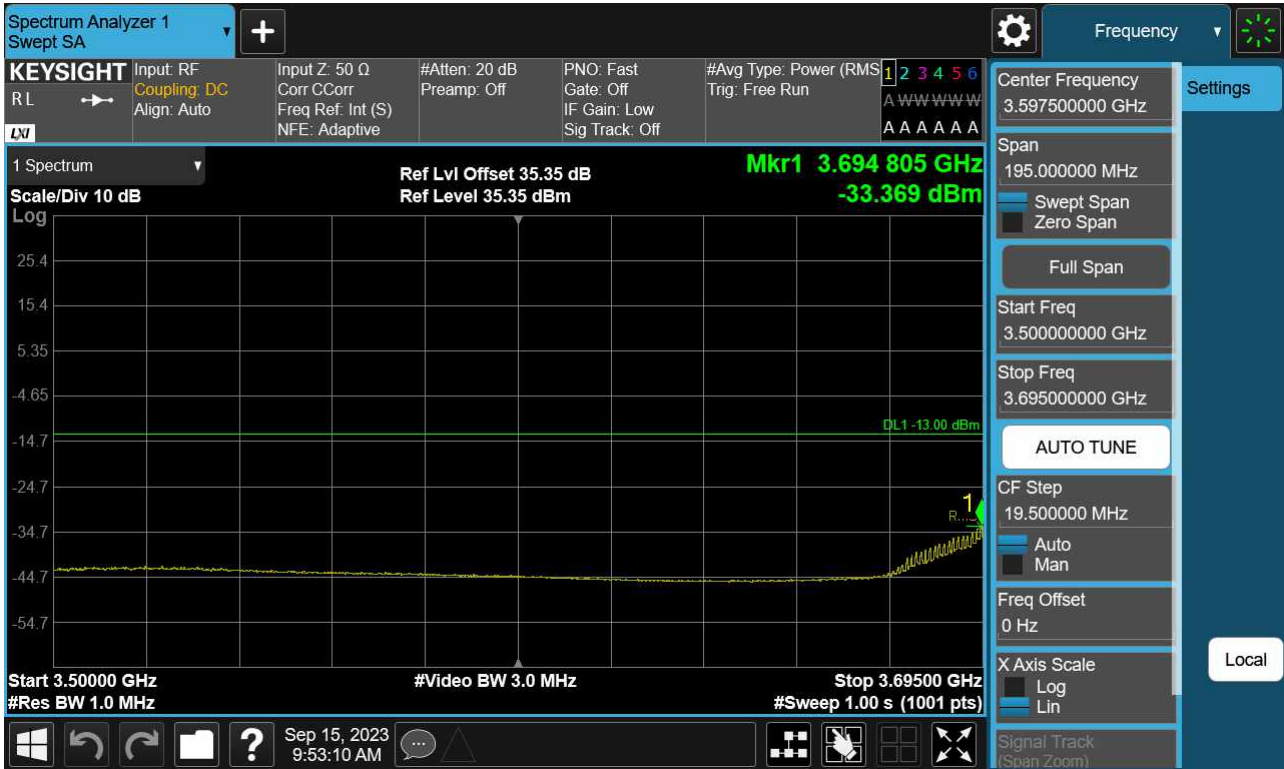 Spectrum Analyzer 1
Swept SA
Frequency
KEYSIGHT
RL
LXI
Input: RF
Coupling: DC
Align: Auto
Input Z: 50 Ω
Corr CCorr
Freq Ref: Int (S)
NFE: Adaptive
#Atten: 20 dB
Preamp: Off
PNO: Fast
Gate: Off
IF Gain: Low
Sig Track: Off
#Avg Type: Power (RMS
Trig: Free Run
1 2 3 4 5 6
A W W W W W
A A A A A A
1 Spectrum
Scale/Div 10 dB
Log
Ref Lvl Offset 35.35 dB
Ref Level 35.35 dBm
Mkr1 3.694 805 GHz
-33.369 dBm
25.4
15.4
5.35
-4.65
-14.7
-24.7
-34.7
-44.7
-54.7
DL1 -13.00 dBm
1
Start 3.50000 GHz
#Res BW 1.0 MHz
#Video BW 3.0 MHz
Stop 3.69500 GHz
#Sweep 1.00 s (1001 pts)
Center Frequency
3.597500000 GHz
Span
195.000000 MHz
Swept Span
Zero Span
Full Span
Start Freq
3.500000000 GHz
Stop Freq
3.695000000 GHz
AUTO TUNE
CF Step
19.500000 MHz
Auto
Man
Freq Offset
0 Hz
X Axis Scale
Log
Lin
Signal Track
(Span Zoom)
Settings
Local
?
Sep 15, 2023
9:53:10 AM